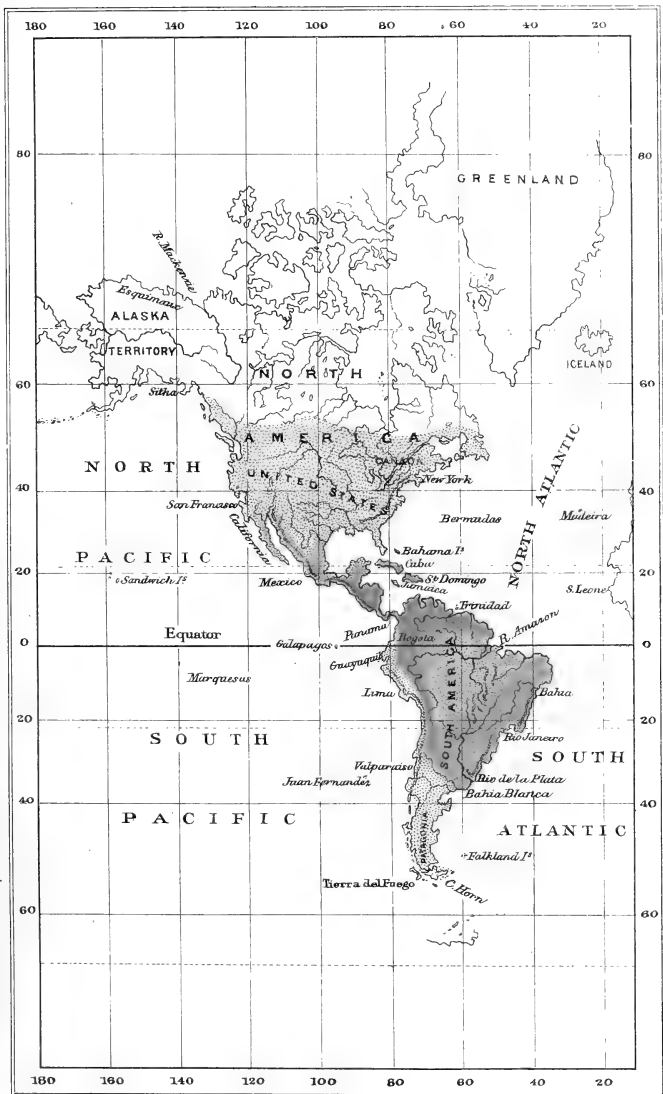 180 160 140 120 100 80 60 40 20
80 80
GREENLAND
R. Mackenzie
Esquimaux
ALASKA
TERRITORY
ICELAND
NORTH
60 60
Sitha
AMERICA
CANADA
NORTH
UNITED STATES
New York
40 40
San Francisco
California
Bermudas
Madeira
NORTH ATLANTIC
PACIFIC
Bahama Is
Cuba
20 20
Sandwich Is
Mexico
St Domingo
Jamaica
S. Leone
Trinidad
Panama
Bogota
R. Amazon
Equator
0 0
Galapagos
Guayaquil
SOUTH AMERICA
Marquesus
Lima
Bahia
20 20
SOUTH
Rio Janeiro
SOUTH
Valparaiso
Juan Fernandez
Rio de la Plata
Bahia Blanca
40 40
PACIFIC
ATLANTIC
PATAGONIA
Falkland Is
Tierra del Fuego
C. Horn
60 60
180 160 140 120 100 80 60 40 20